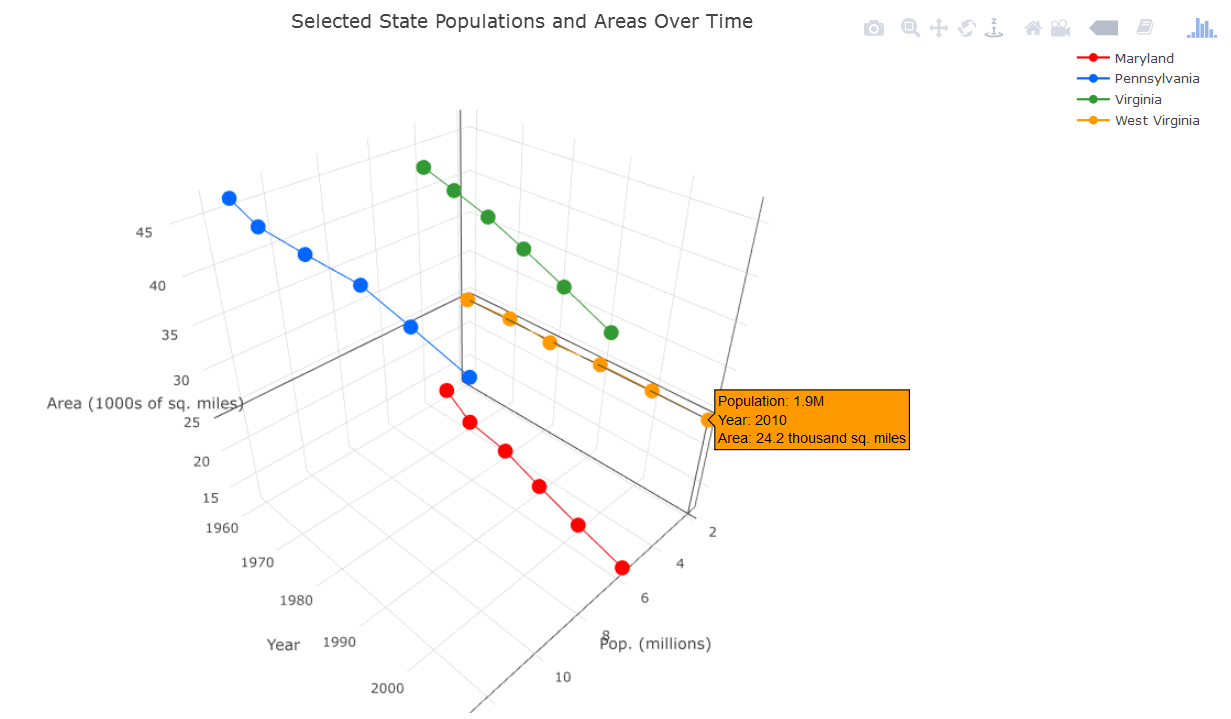 Selected State Populations and Areas Over Time
Maryland
Pennsylvania
Virginia
West Virginia
45
40
35
30
Area (1000s of sq. miles)
25
20
15
Population: 1.9M
Year: 2010
Area: 24.2 thousand sq. miles
1960
1970
1980
1990
2000
Year
2
4
6
8
10
Pop. (millions)